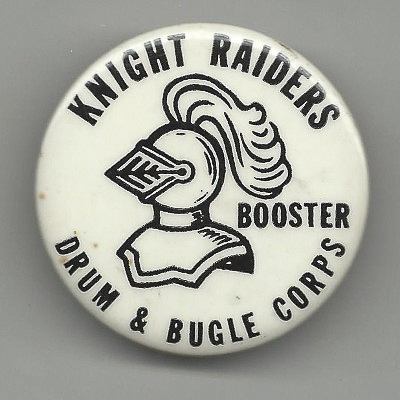 KNIGHT RAIDERS
BOOSTER
DRUM & BUGLE CORPS